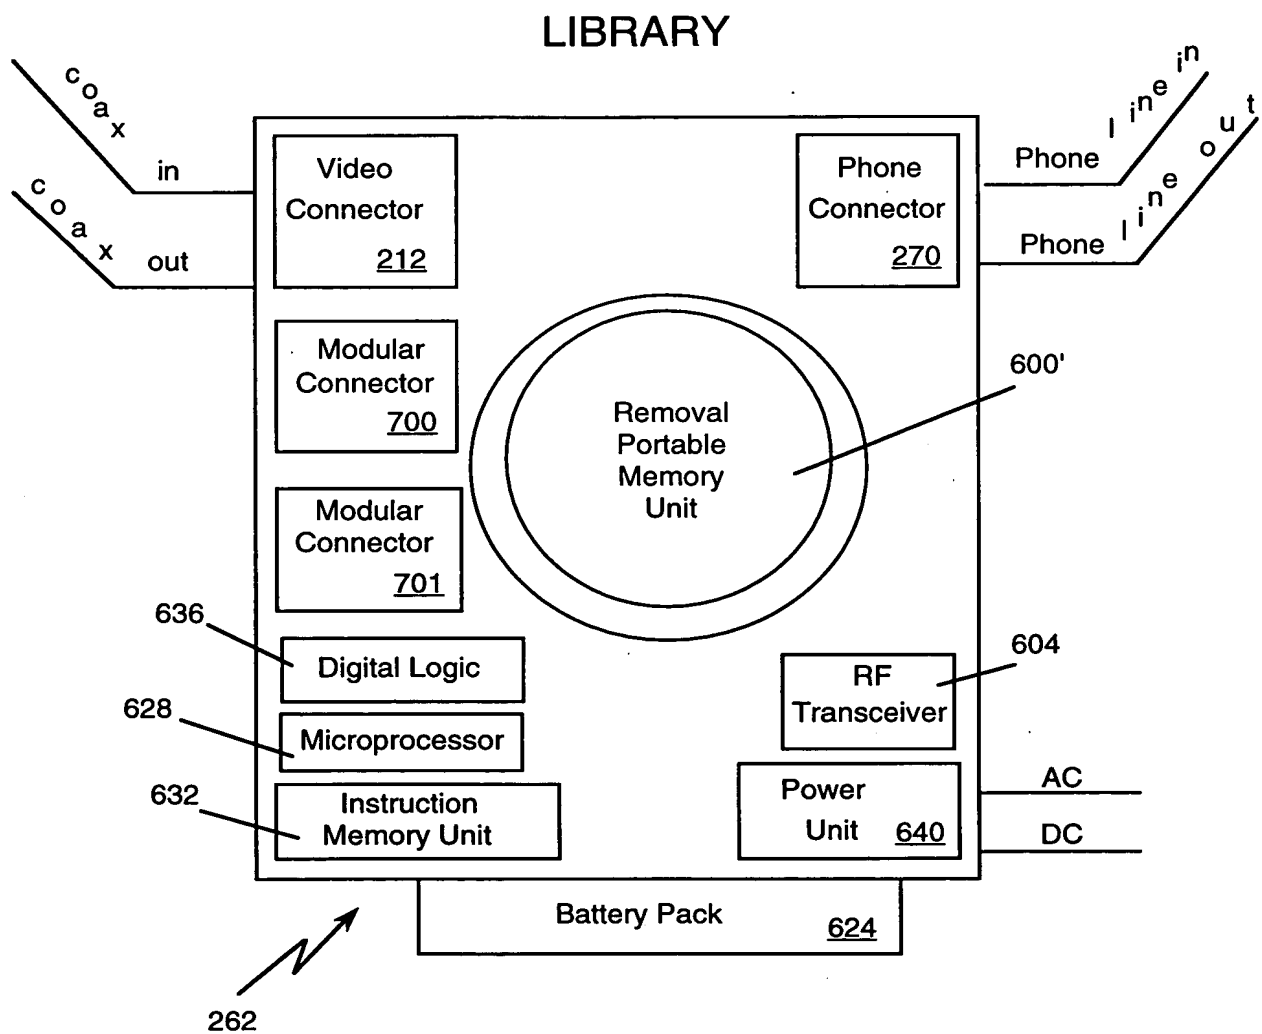 LIBRARY
coax in
coax out
Video
Connector
212
Phone
Connector
270
Phone line in
Phone line out
Modular
Connector
700
Removal
Portable
Memory
Unit
600'
Modular
Connector
701
636
Digital Logic
RF
Transceiver
604
628
Microprocessor
632
Instruction
Memory Unit
Power
Unit
640
AC
DC
Battery Pack
624
262